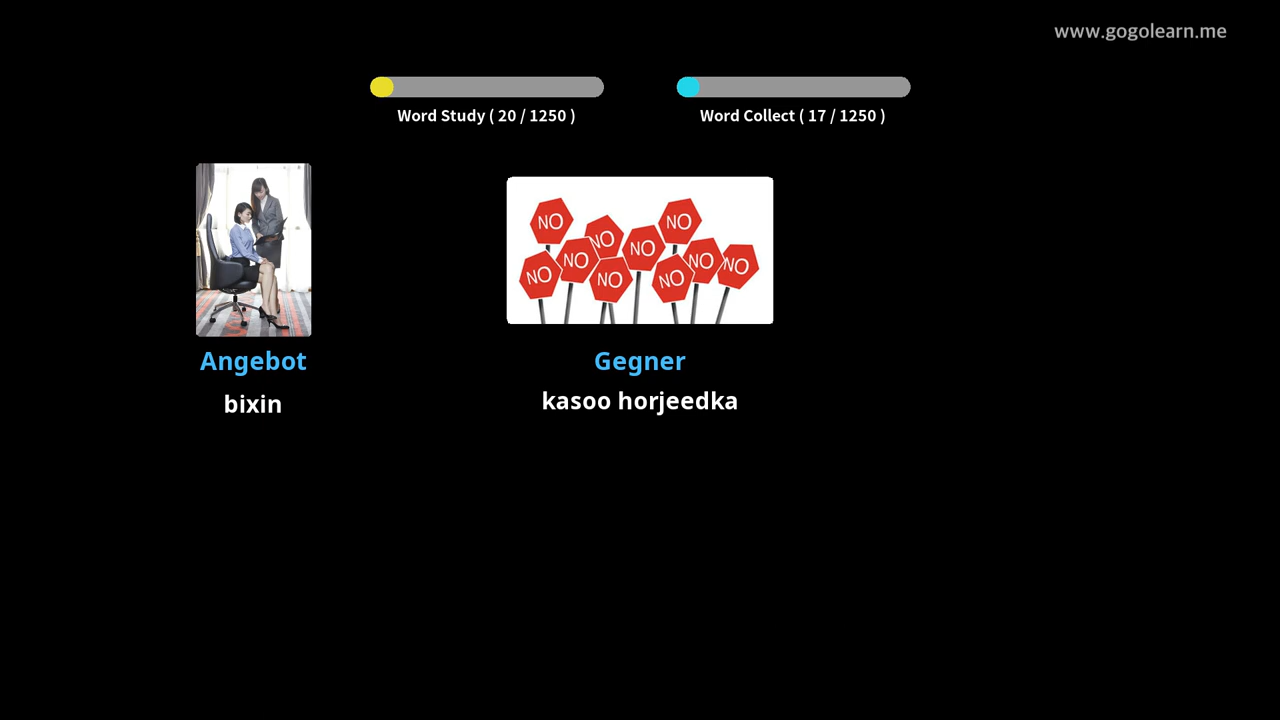 www.gogolearn.me
Word Study ( 20 / 1250 )
Word Collect ( 17 / 1250 )
NO
NO
NO
NO
NO
NO
NO
NO
NO
NO
Angebot
Gegner
bixin
kasoo horjeedka